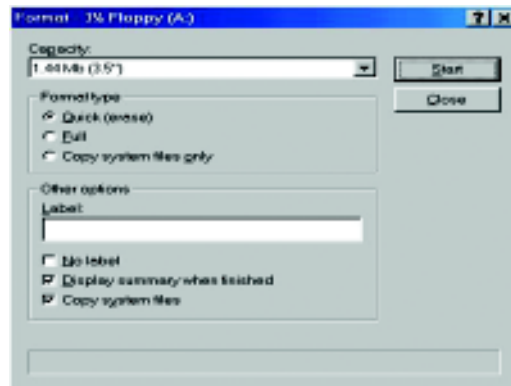 Format - 3½ Floppy (A:)
Capacity:
1.44 Mb (3.5")
Start
Close
Format type
Quick (erase)
Full
Copy system files only
Other options
Label:
No label
Display summary when finished
Copy system files